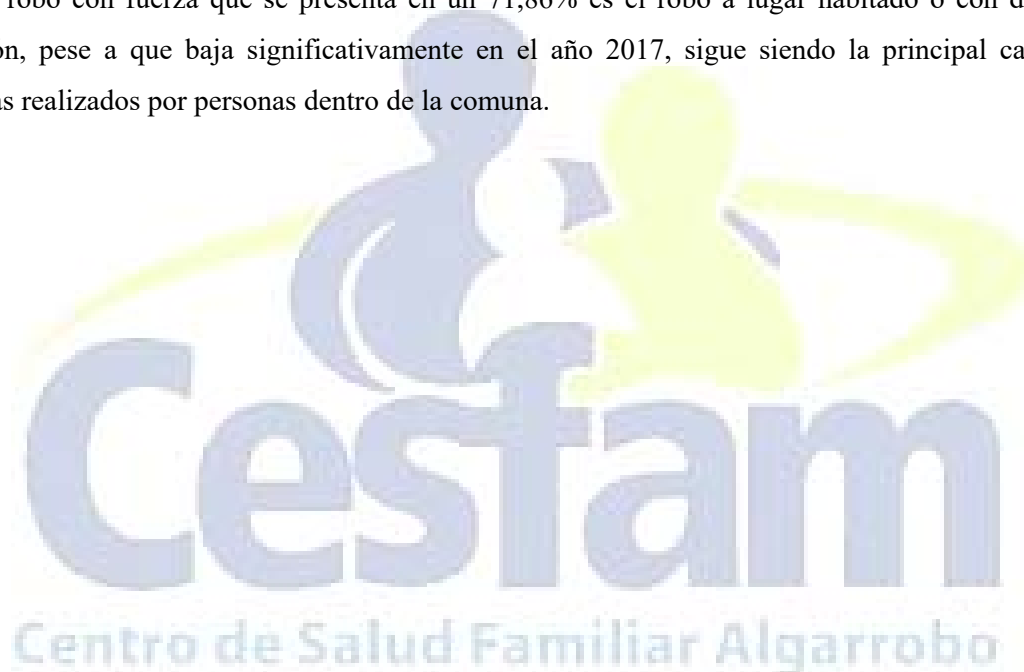 robo con fuerza que se presenta en un 71,86% es el robo a lugar habitado o con d
on, pese a que baja significativamente en el año 2017, sigue siendo la principal ca
as realizados por personas dentro de la comuna.
Cesfam
Centro de Salud Familiar Algarrobo